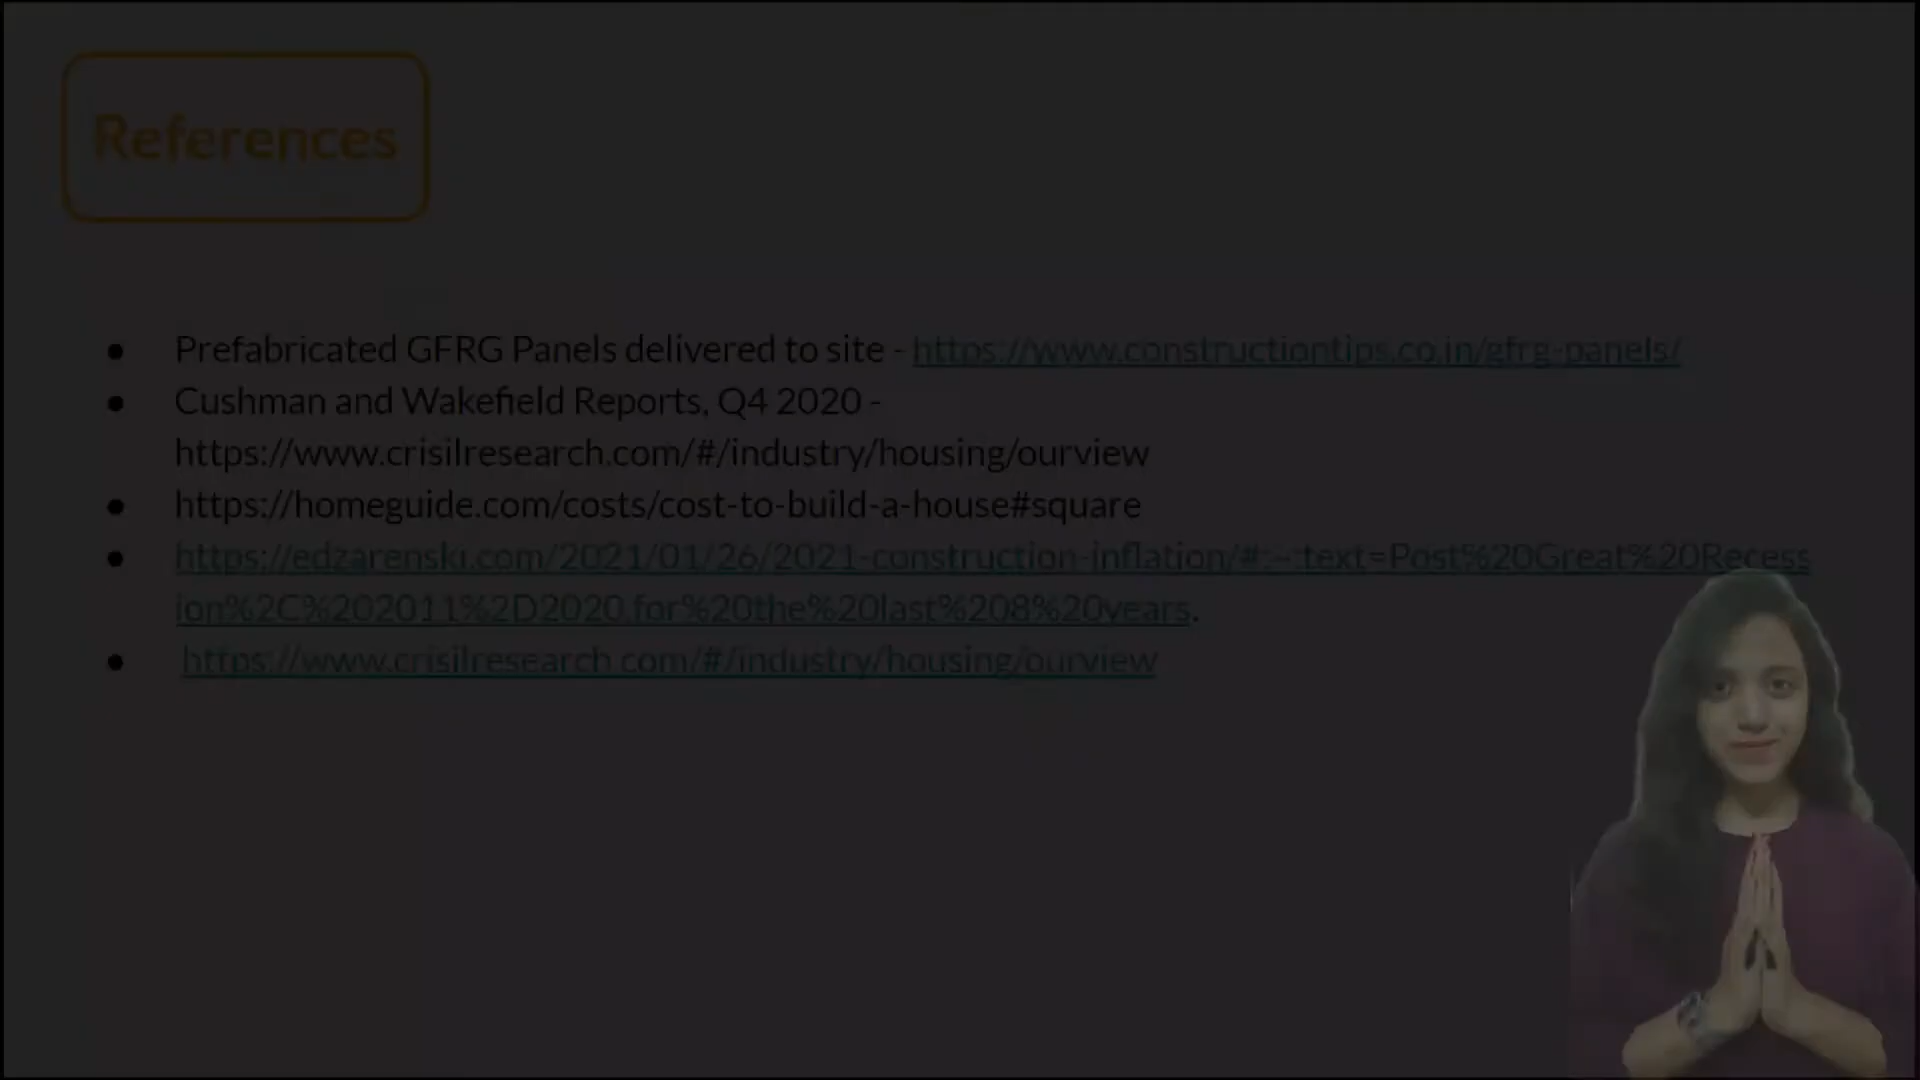 References
● Prefabricated GFRG Panels delivered to site - https://www.constructiontips.co.in/gfrg-panels/
● Cushman and Wakefield Reports, Q4 2020 -
https://www.crisilresearch.com/#/industry/housing/ourview
● https://homeguide.com/costs/cost-to-build-a-house#square
● https://edzarenski.com/2021/01/26/2021-construction-inflation/#:~:text=Post%20Great%20Recess
ion%2C%202011%2D2020,for%20the%20last%208%20years.
● https://www.crisilresearch.com/#/industry/housing/ourview